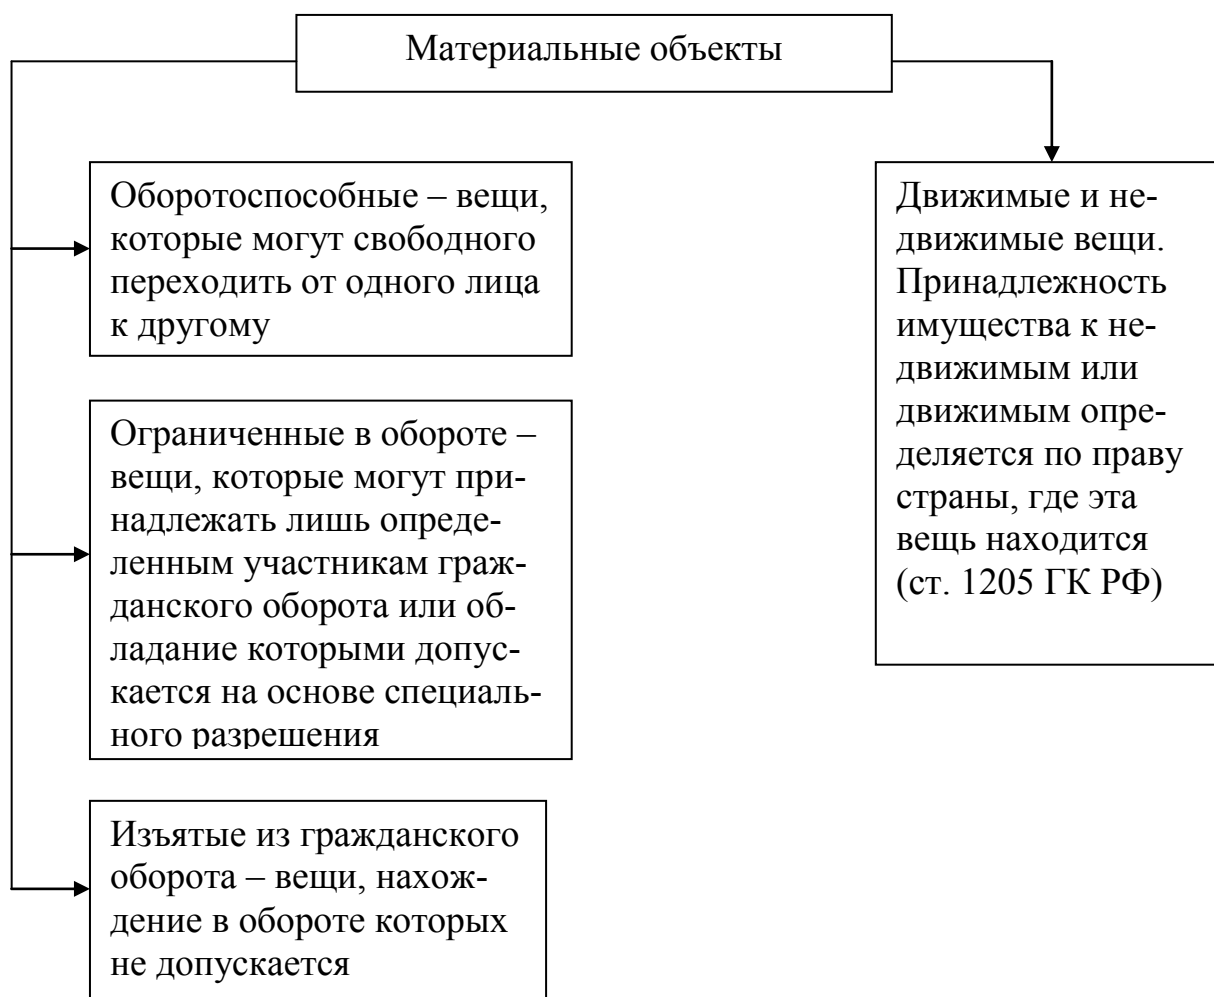 Материальные объекты
Оборотоспособные – вещи,
которые могут свободного
переходить от одного лица
к другому
Ограниченные в обороте –
вещи, которые могут при-
надлежать лишь опреде-
ленным участникам граж-
данского оборота или об-
ладание которыми допус-
кается на основе специаль-
ного разрешения
Изъятые из гражданского
оборота – вещи, нахож-
дение в обороте которых
не допускается
Движимые и не-
движимые вещи.
Принадлежность
имущества к не-
движимым или
движимым опре-
деляется по праву
страны, где эта
вещь находится
(ст. 1205 ГК РФ)